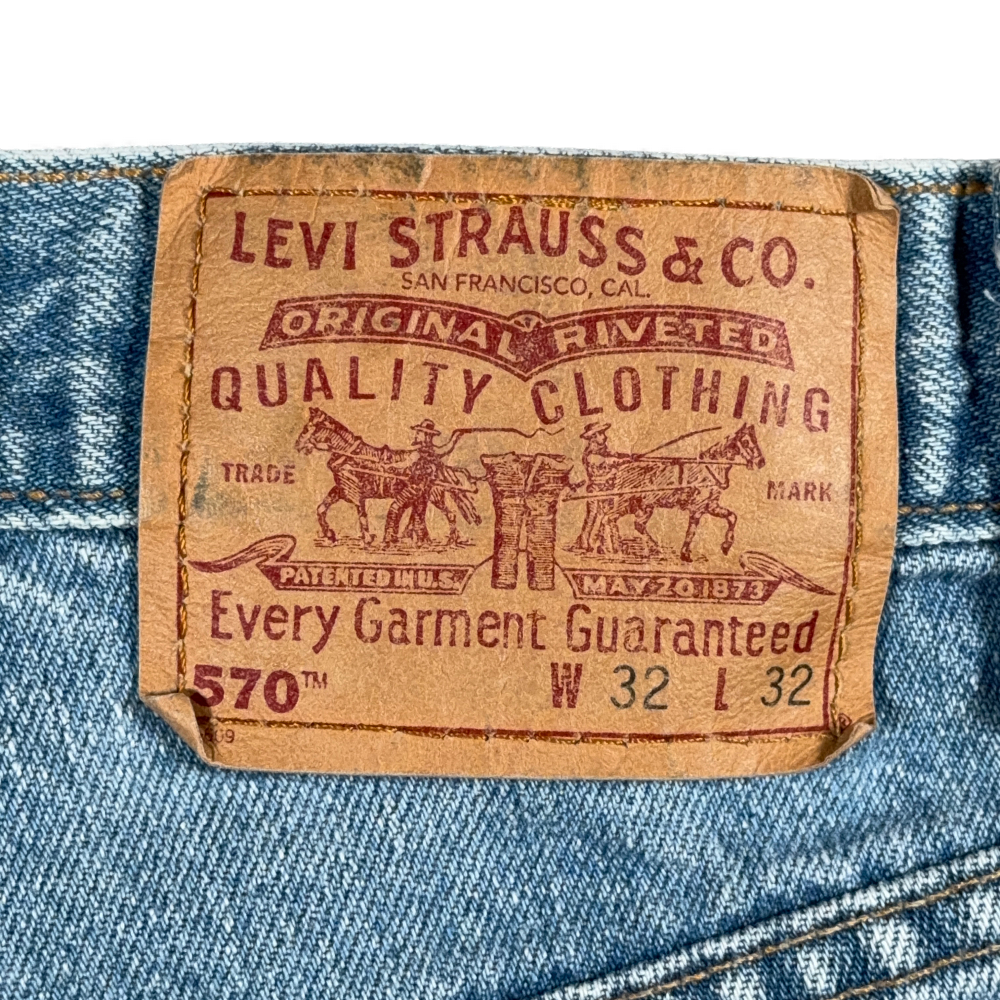 LEVI STRAUSS & CO.
SAN FRANCISCO, CAL.
ORIGINAL RIVETED
QUALITY CLOTHING
TRADE MARK
PATENTED IN U.S. MAY 20 1873
Every Garment Guaranteed
570™ W 32 L 32
®